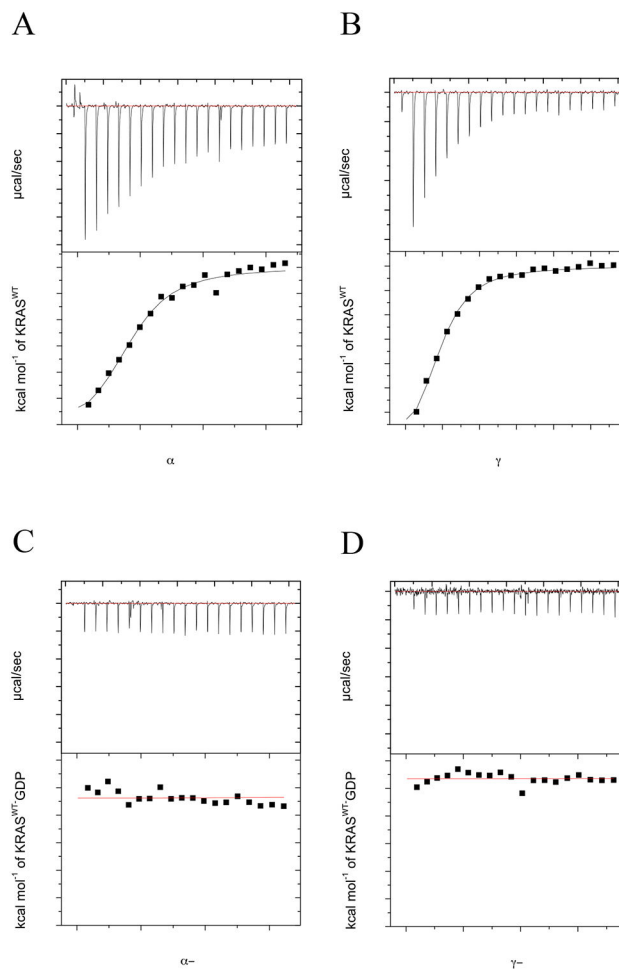 A
B
µcal/sec
µcal/sec
kcal mol⁻¹ of KRAS^WT
kcal mol⁻¹ of KRAS^WT
α
γ
C
D
µcal/sec
µcal/sec
kcal mol⁻¹ of KRAS^WT-GDP
kcal mol⁻¹ of KRAS^WT-GDP
α–
γ–